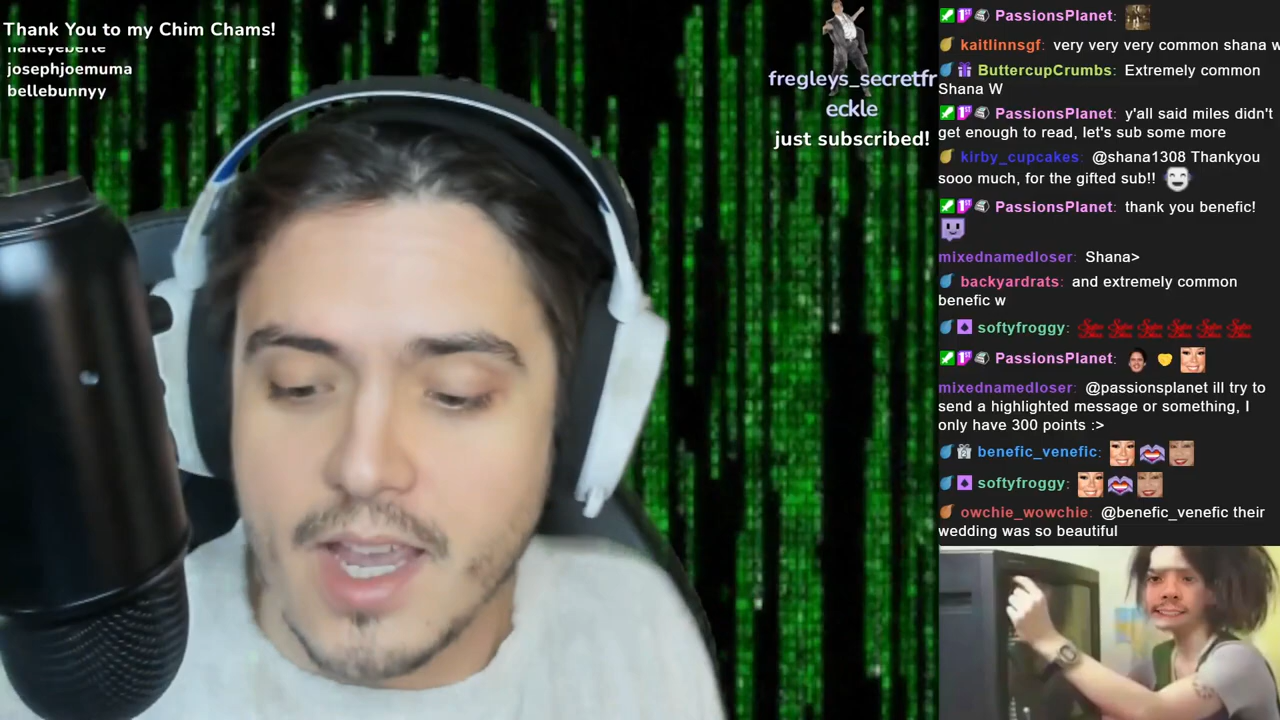 Thank You to my Chim Chams!
haileyeberle
josephjoemuma
bellebunnyy
fregleys_secretfr
eckle
just subscribed!
PassionsPlanet:
kaitlinnsgf: very very very common shana w
ButtercupCrumbs: Extremely common
Shana W
PassionsPlanet: y'all said miles didn't
get enough to read, let's sub some more
kirby_cupcakes: @shana1308 Thankyou
sooo much, for the gifted sub!!
PassionsPlanet: thank you benefic!
mixednamedloser: Shana>
backyardrats: and extremely common
benefic w
softyfroggy:
PassionsPlanet:
mixednamedloser: @passionsplanet ill try to
send a highlighted message or something, I
only have 300 points :>
benefic_venefic:
softyfroggy:
owchie_wowchie: @benefic_venefic their
wedding was so beautiful